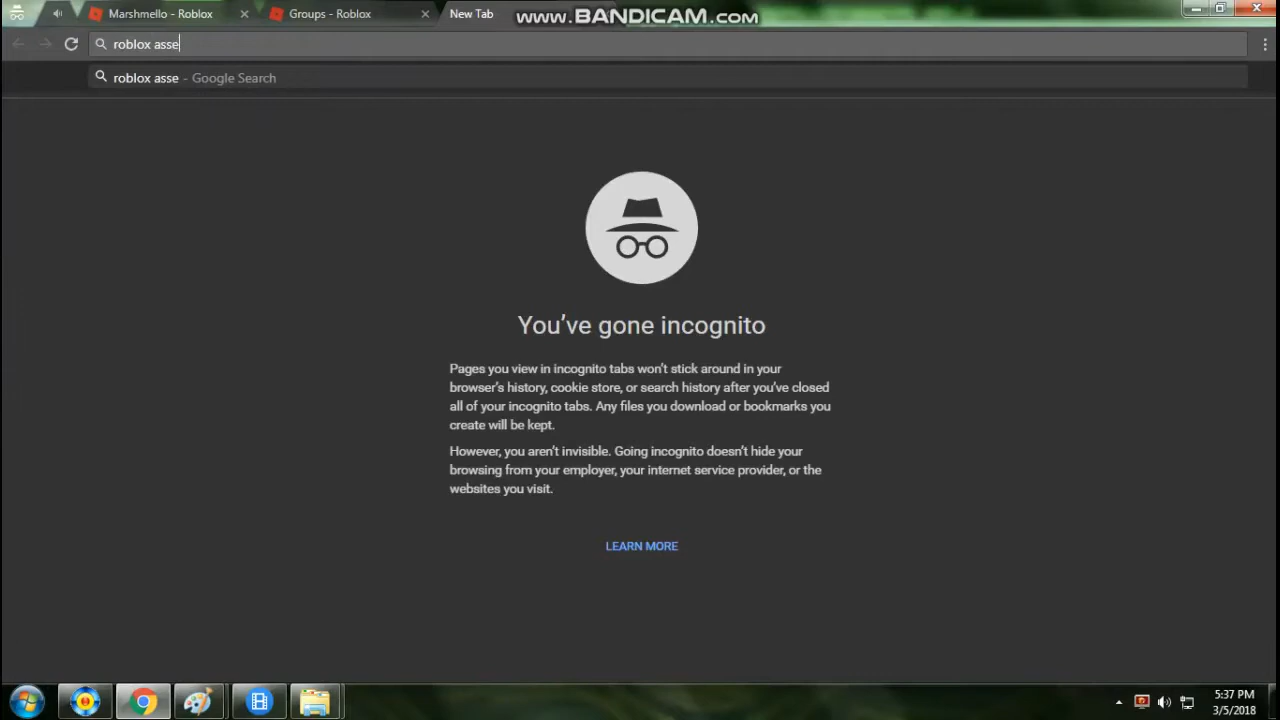 Marshmello - Roblox
Groups - Roblox
New Tab
www.BANDICAM.com
roblox asse
roblox asse - Google Search
You've gone incognito
Pages you view in incognito tabs won't stick around in your
browser's history, cookie store, or search history after you've closed
all of your incognito tabs. Any files you download or bookmarks you
create will be kept.
However, you aren't invisible. Going incognito doesn't hide your
browsing from your employer, your internet service provider, or the
websites you visit.
LEARN MORE
5:37 PM
3/5/2018